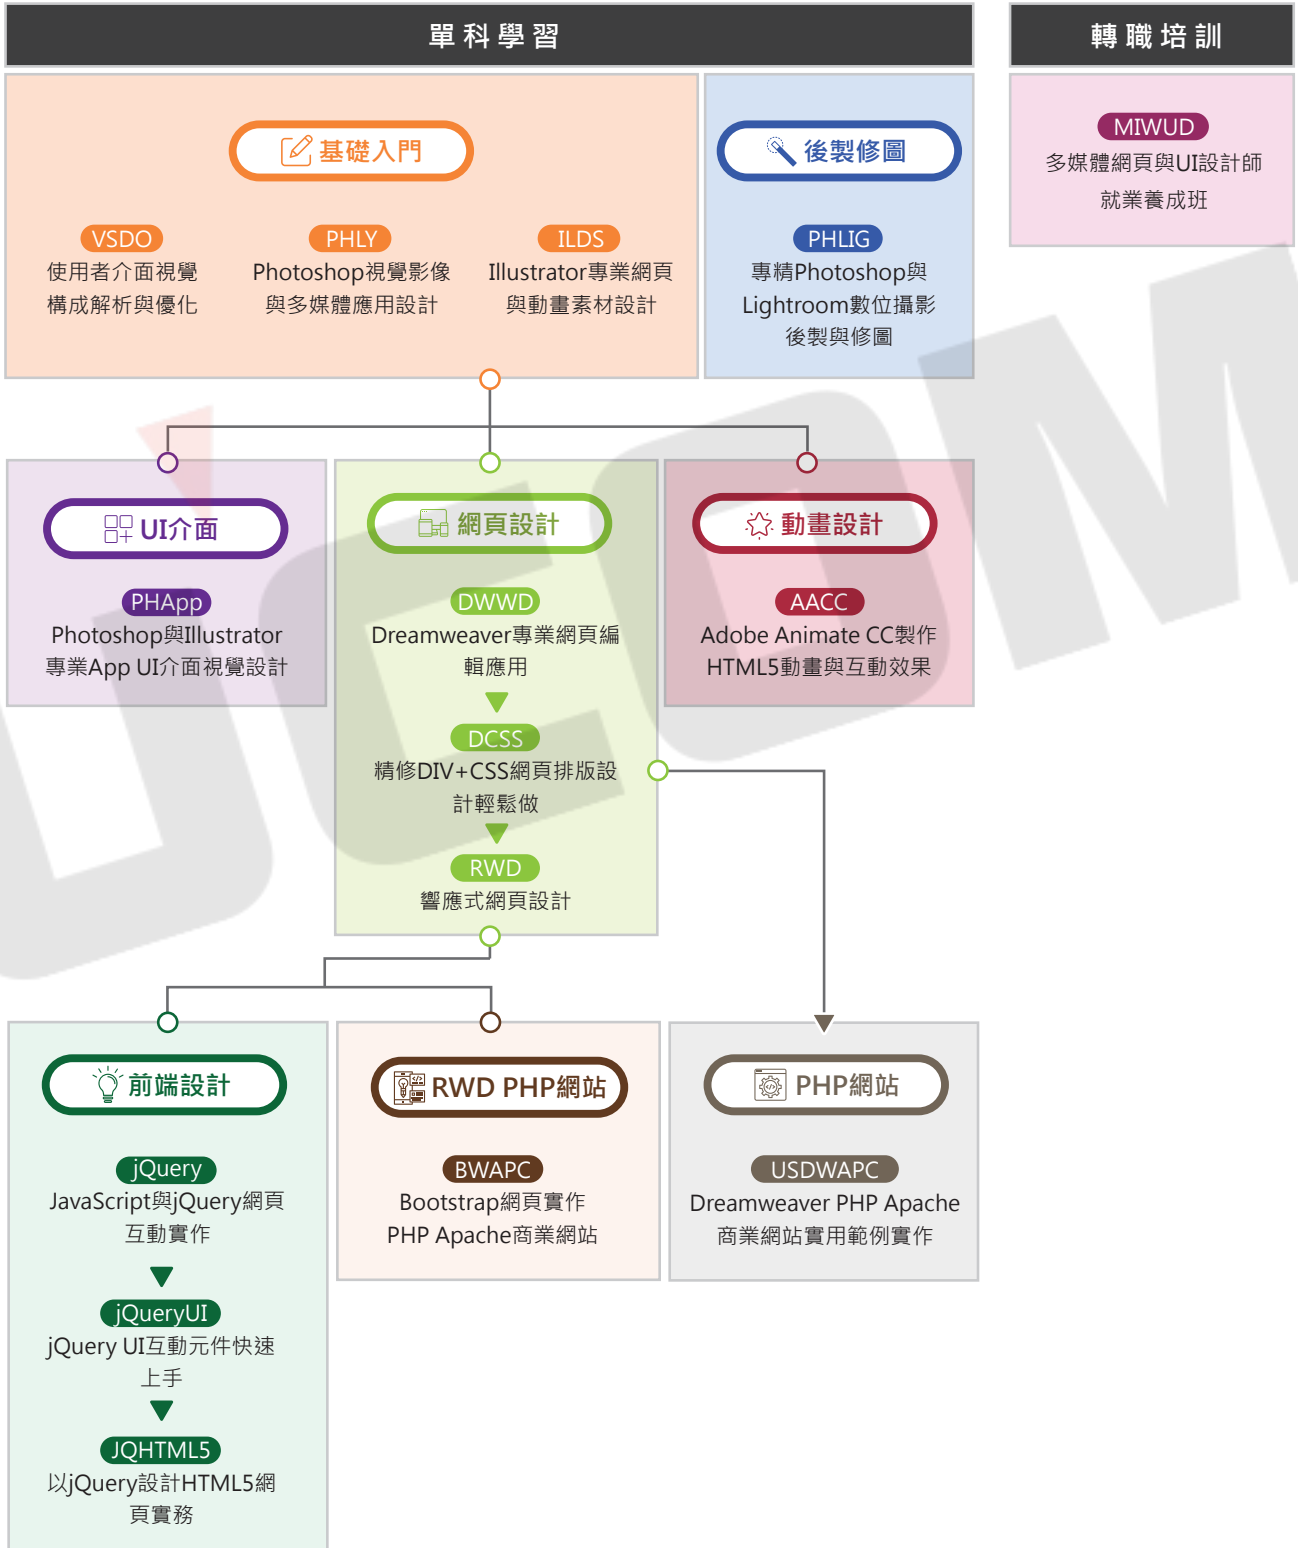 單科學習
轉職培訓
基礎入門
VSDO
使用者介面視覺
構成解析與優化
PHLY
Photoshop視覺影像
與多媒體應用設計
ILDS
Illustrator專業網頁
與動畫素材設計
後製修圖
PHLIG
專精Photoshop與
Lightroom數位攝影
後製與修圖
MIWUD
多媒體網頁與UI設計師
就業養成班
UI介面
PHApp
Photoshop與Illustrator
專業App UI介面視覺設計
網頁設計
DWWD
Dreamweaver專業網頁編
輯應用
DCSS
精修DIV+CSS網頁排版設
計輕鬆做
RWD
響應式網頁設計
動畫設計
AACC
Adobe Animate CC製作
HTML5動畫與互動效果
前端設計
jQuery
JavaScript與jQuery網頁
互動實作
jQueryUI
jQuery UI互動元件快速
上手
JQHTML5
以jQuery設計HTML5網
頁實務
RWD PHP網站
BWAPC
Bootstrap網頁實作
PHP Apache商業網站
PHP網站
USDWAPC
Dreamweaver PHP Apache
商業網站實用範例實作
UCOM